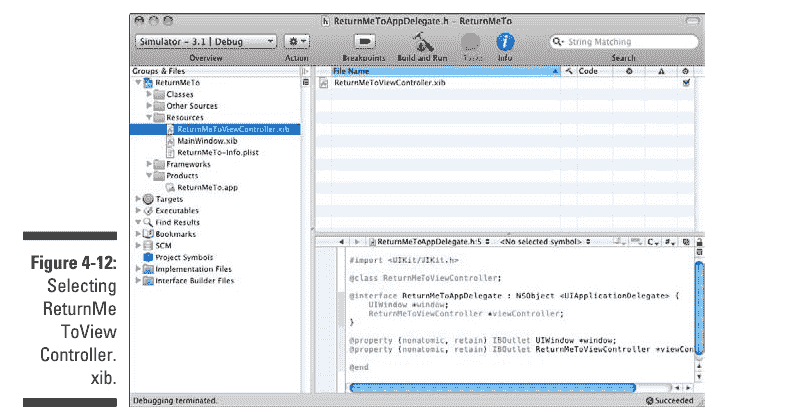 ReturnMeToAppDelegate.h - ReturnMeTo
Simulator - 3.1 | Debug
String Matching
Overview
Action
Breakpoints
Build and Run
Tasks
Info
Search
Groups & Files
File Name
Code
ReturnMeTo
ReturnMeToViewController.xib
Classes
Other Sources
Resources
ReturnMeToViewController.xib
MainWindow.xib
ReturnMeTo-Info.plist
Frameworks
Products
ReturnMeTo.app
Targets
Executables
Find Results
Bookmarks
SCM
Project Symbols
Implementation Files
Interface Builder Files
ReturnMeToAppDelegate.h:5
<No selected symbol>
C
#
#import <UIKit/UIKit.h>
@class ReturnMeToViewController;
@interface ReturnMeToAppDelegate : NSObject <UIApplicationDelegate> {
UIWindow *window;
ReturnMeToViewController *viewController;
}
@property (nonatomic, retain) IBOutlet UIWindow *window;
@property (nonatomic, retain) IBOutlet ReturnMeToViewController *viewCon
@end
Debugging terminated.
Succeeded
Figure 4-12:
Selecting
ReturnMe
ToView
Controller.
xib.